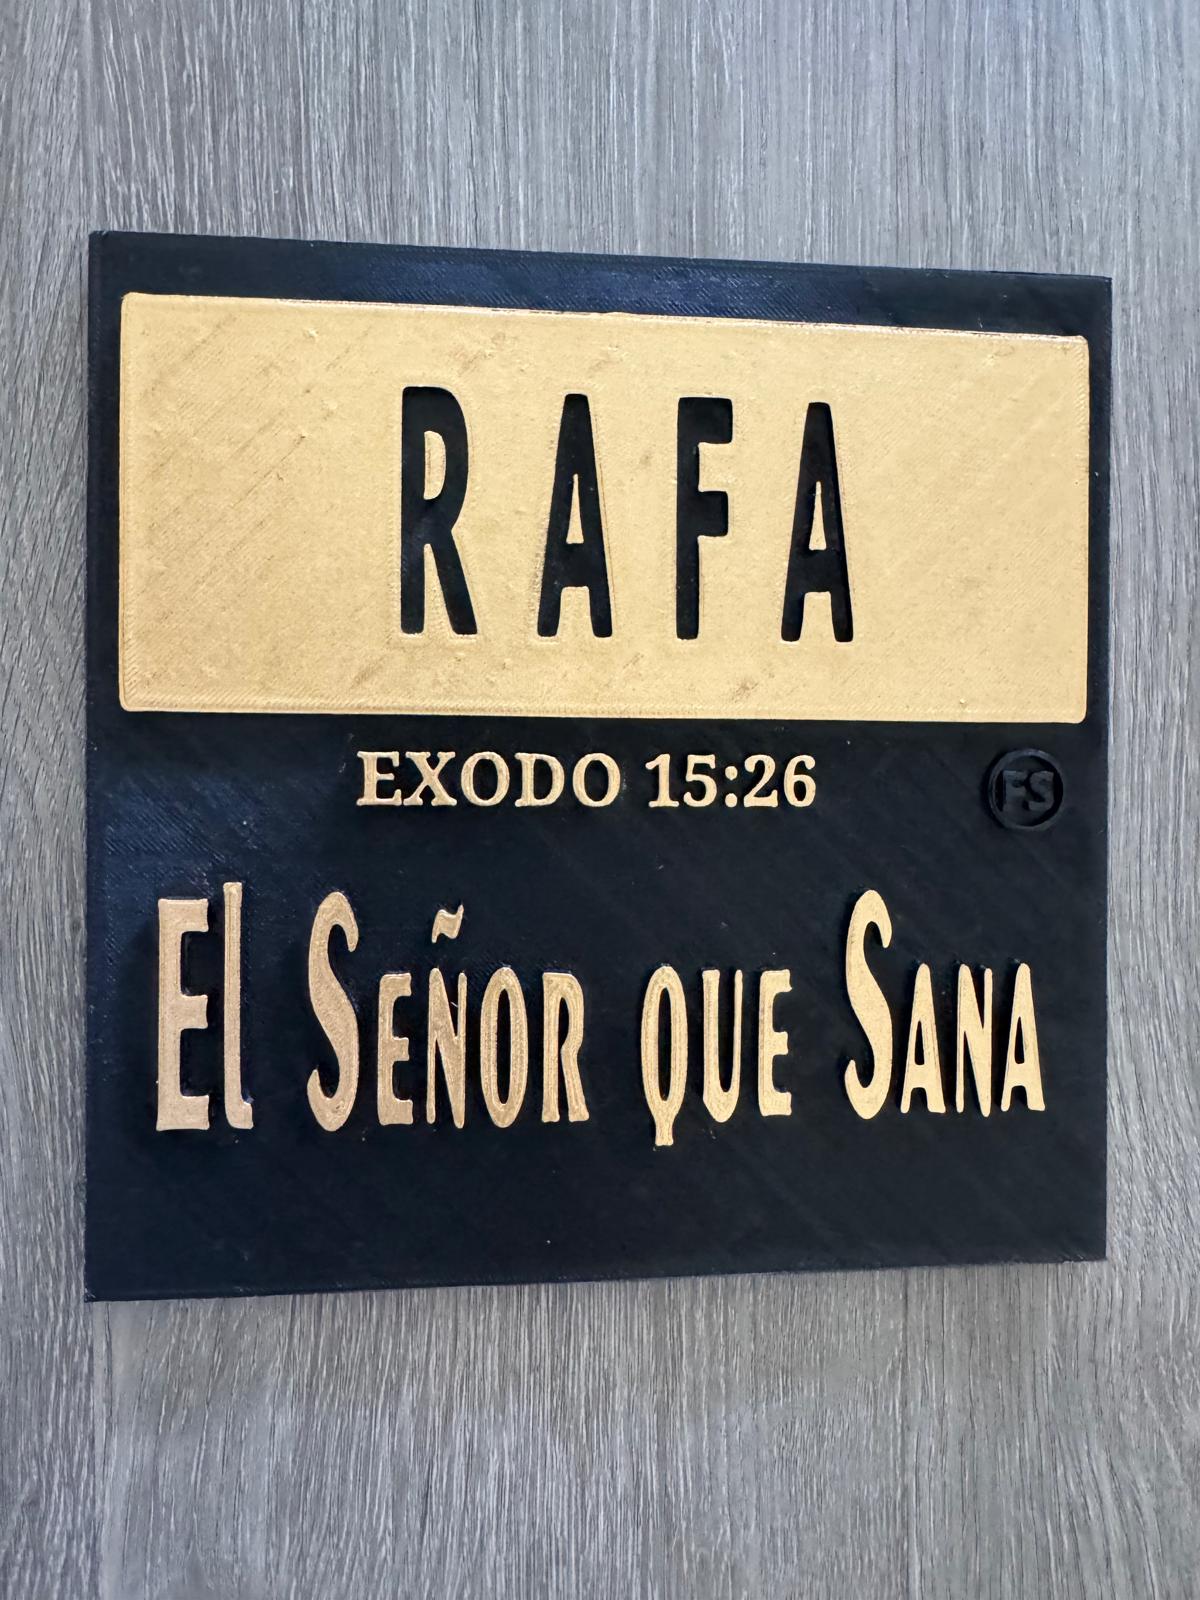 RAFA
EXODO 15:26
FS
El SEÑOR QUE SANA